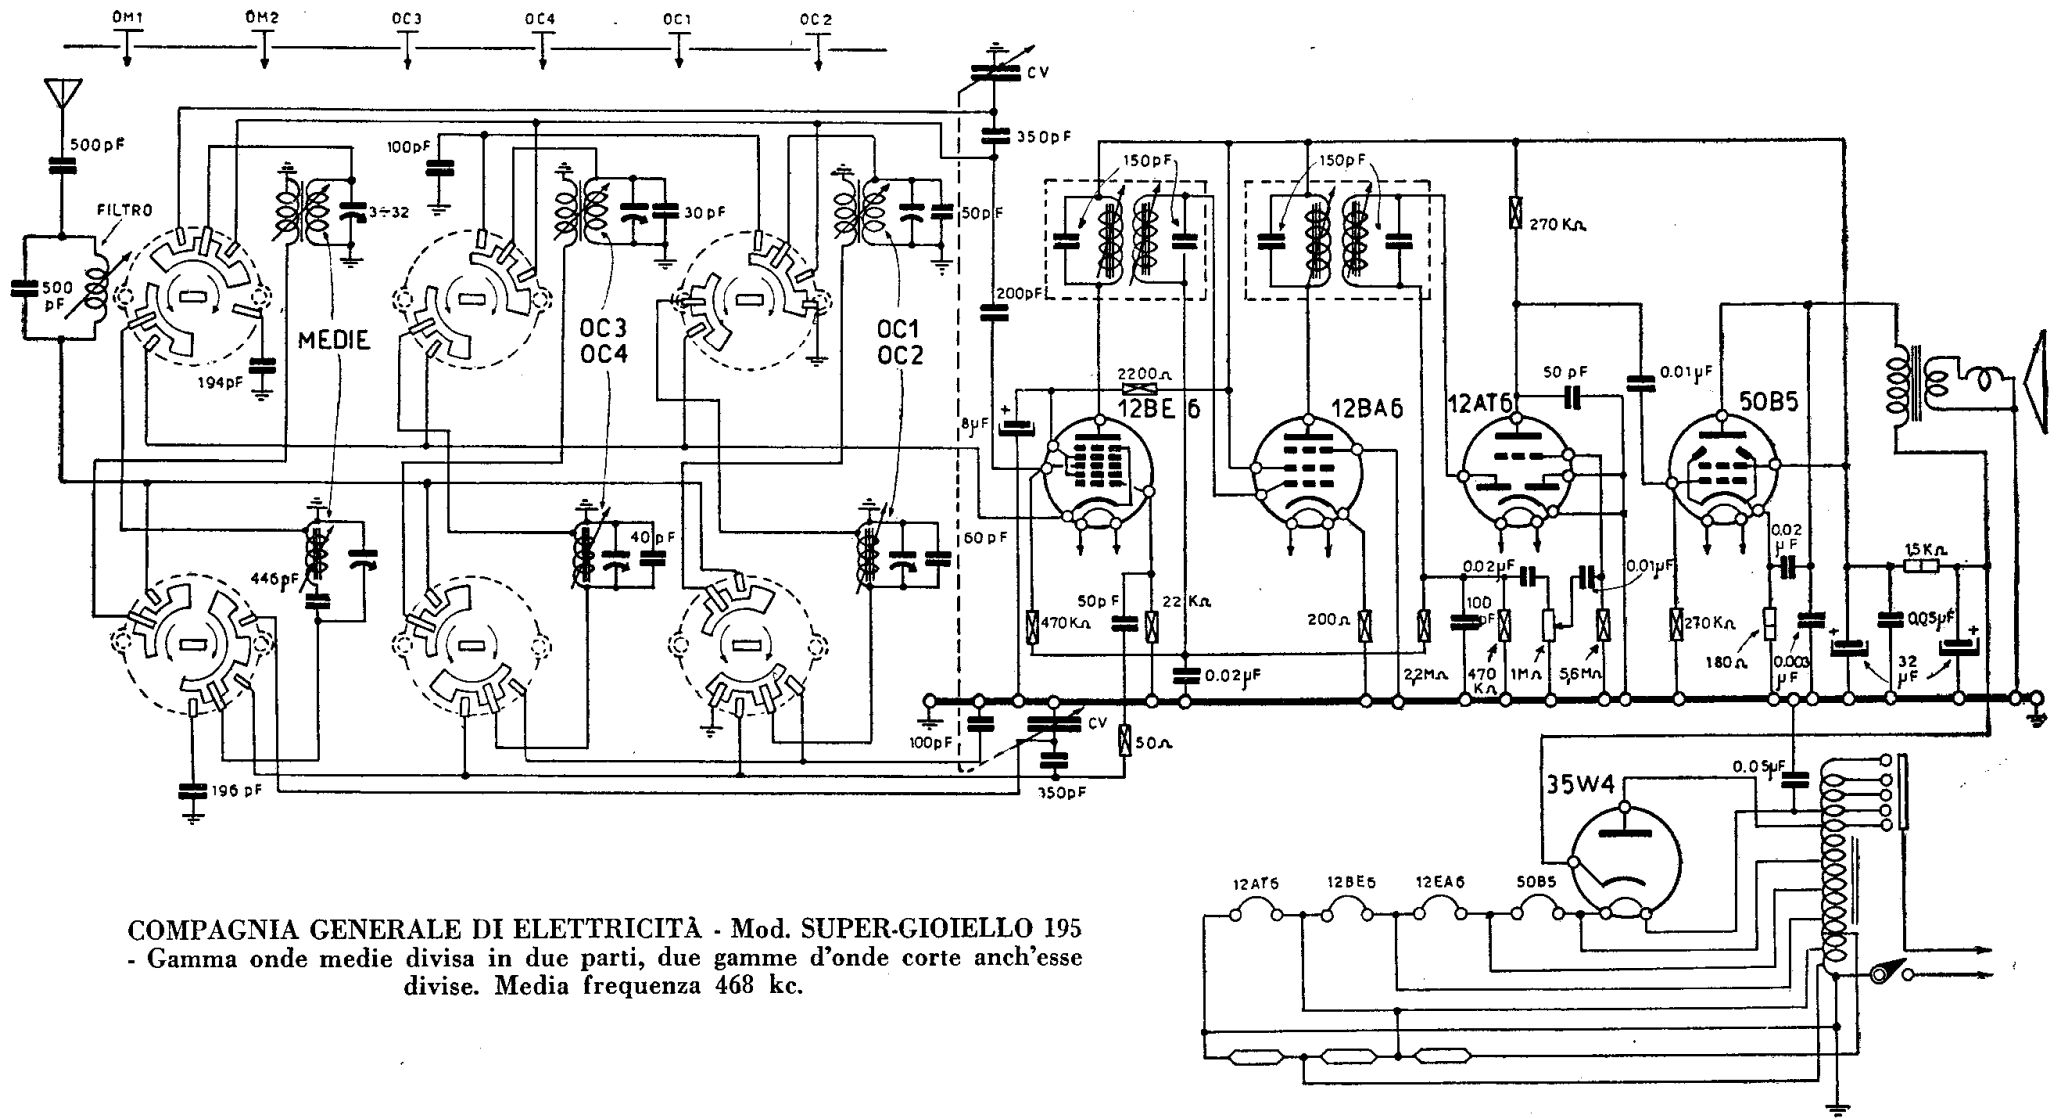 OM1 OM2 OC3 OC4 OC1 OC2
CV
500pF
100pF
350pF
150pF
150pF
FILTRO
3÷32
30pF
50pF
270KΩ
500
pF
200pF
MEDIE
OC3
OC4
OC1
OC2
194pF
2200Ω
50pF
0.01µF
12BE6
12BA6
12AT6
50B5
8µF
+
446pF
40pF
60pF
0.02
µF
1,5KΩ
50pF
22KΩ
0.02µF
0.01µF
470KΩ
200Ω
100
pF
270KΩ
0,05µF
+
+
180Ω
0.003
µF
32
µF
0.02µF
2,2MΩ
470
KΩ
1MΩ
5,6MΩ
100pF
CV
50Ω
196pF
350pF
35W4
0.05µF
12AT6
12BE6
12EA6
50B5
COMPAGNIA GENERALE DI ELETTRICITÀ - Mod. SUPER-GIOIELLO 195
- Gamma onde medie divisa in due parti, due gamme d'onde corte anch'esse
divise. Media frequenza 468 kc.